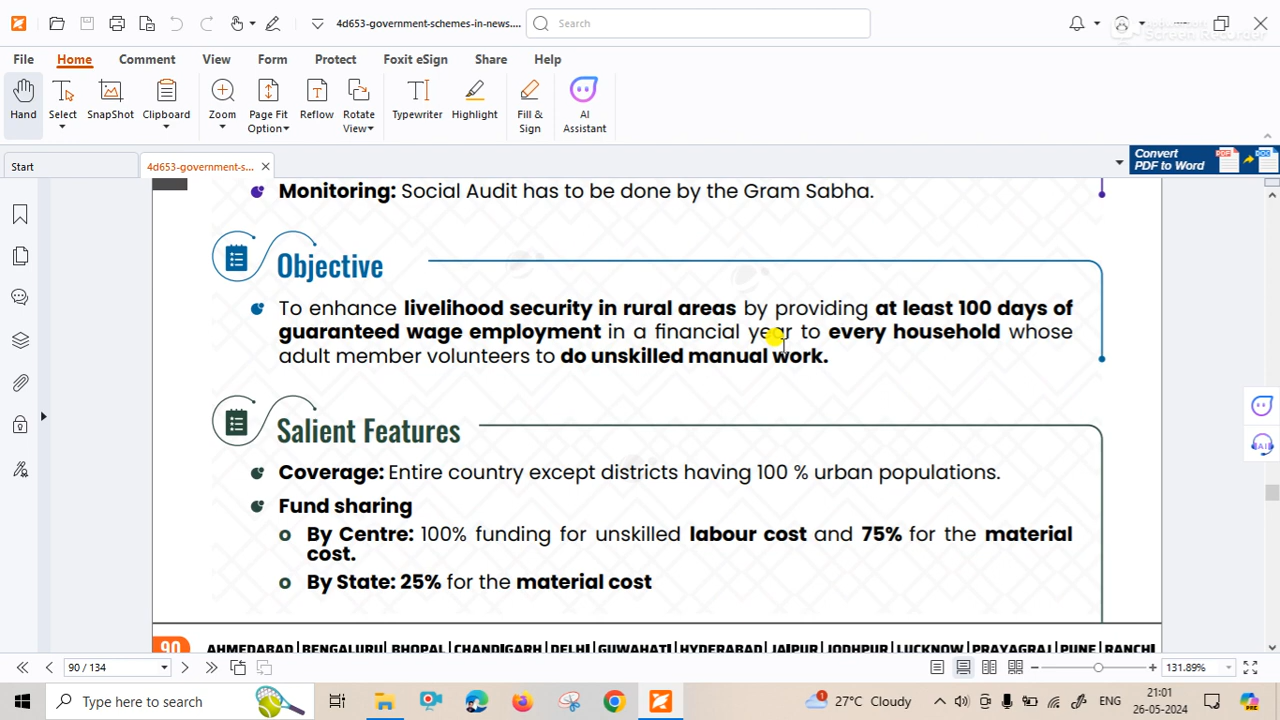 4d653-government-schemes-in-news....
Search
File Home Comment View Form Protect Foxit eSign Share Help
Hand Select SnapShot Clipboard Zoom Page Fit Option Reflow Rotate View Typewriter Highlight Fill & Sign AI Assistant
Start
4d653-government-s...
Convert PDF to Word
Monitoring: Social Audit has to be done by the Gram Sabha.
Objective
To enhance livelihood security in rural areas by providing at least 100 days of
guaranteed wage employment in a financial year to every household whose
adult member volunteers to do unskilled manual work.
Salient Features
Coverage: Entire country except districts having 100 % urban populations.
Fund sharing
By Centre: 100% funding for unskilled labour cost and 75% for the material
cost.
By State: 25% for the material cost
90 AHMEDABAD | BENGALURU | BHOPAL | CHANDIGARH | DELHI | GUWAHATI | HYDERABAD | JAIPUR | JODHPUR | LUCKNOW | PRAYAGRAJ | PUNE | RANCHI
90 / 134
131.89%
Type here to search
27°C Cloudy
ENG
21:01
26-05-2024